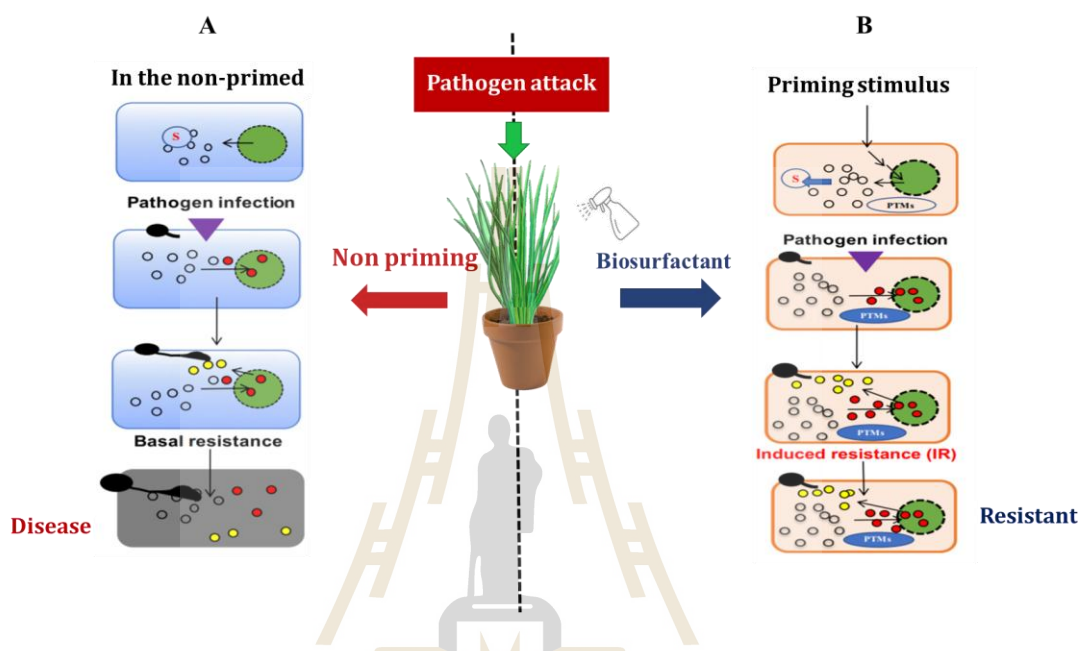 A
In the non-primed
S
Pathogen infection
Basal resistance
Disease
Pathogen attack
Non priming
Biosurfactant
B
Priming stimulus
S
PTMs
Pathogen infection
PTMs
PTMs
Induced resistance (IR)
PTMs
Resistant